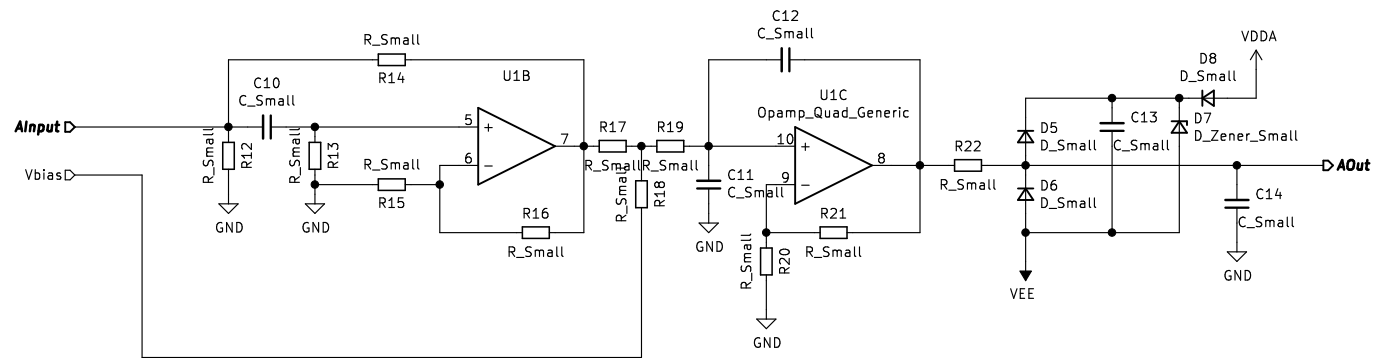 C12
C_Small
R_Small
R14
U1B
VDDA
D8
D_Small
C10
C_Small
U1C
Opamp_Quad_Generic
AInput
R_Small
R12
R_Small
R13
5
+
6
−
7
R17
R_Small
R19
R_Small
10
+
9
−
8
D5
D_Small
C13
C_Small
D7
D_Zener_Small
R22
R_Small
AOut
Vbias
R_Small
R15
R_Small
R18
C11
C_Small
D6
D_Small
C14
C_Small
GND
GND
R16
R_Small
GND
R_Small
R20
R21
R_Small
GND
VEE
GND